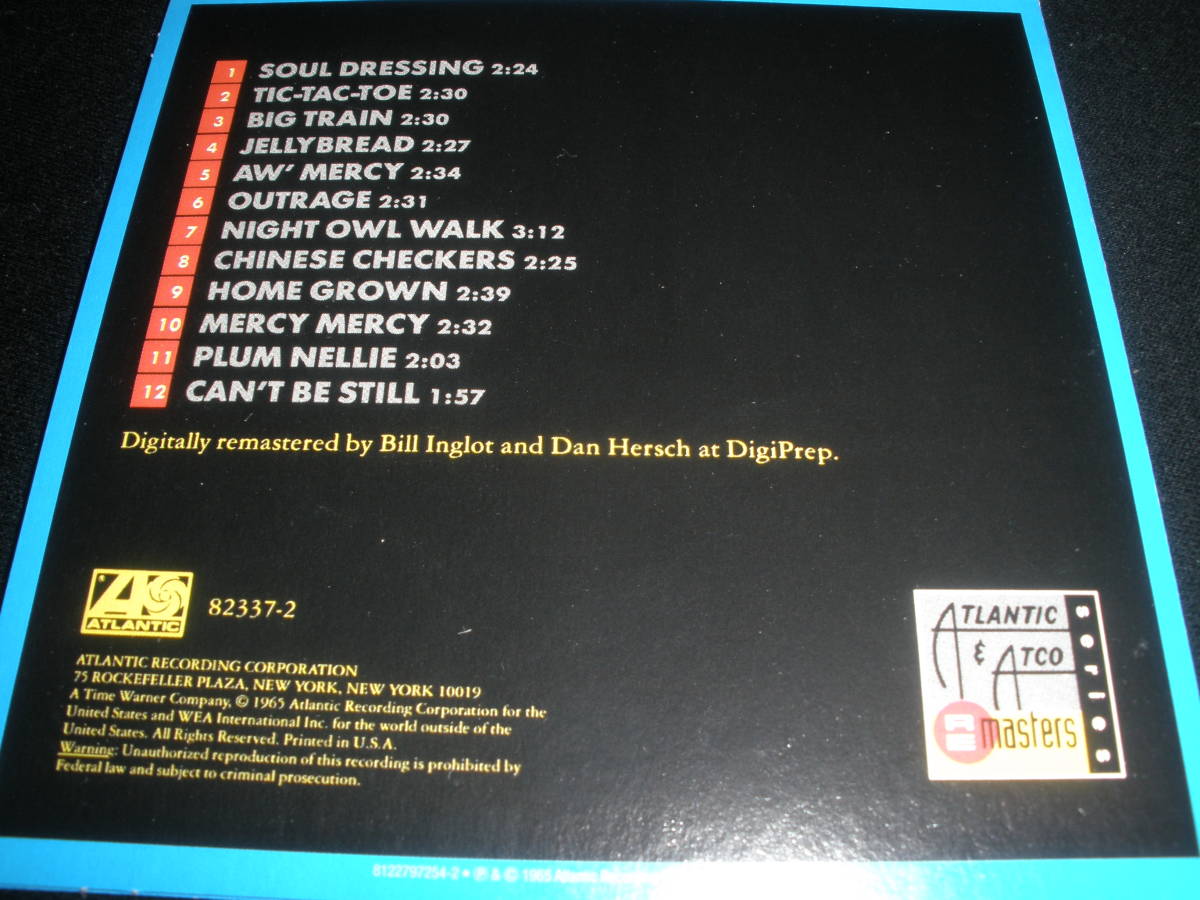 1 SOUL DRESSING 2:24
2 TIC-TAC-TOE 2:30
3 BIG TRAIN 2:30
4 JELLYBREAD 2:27
5 AW' MERCY 2:34
6 OUTRAGE 2:31
7 NIGHT OWL WALK 3:12
8 CHINESE CHECKERS 2:25
9 HOME GROWN 2:39
10 MERCY MERCY 2:32
11 PLUM NELLIE 2:03
12 CAN'T BE STILL 1:57
Digitally remastered by Bill Inglot and Dan Hersch at DigiPrep.
ATLANTIC
82337-2
ATLANTIC RECORDING CORPORATION
75 ROCKEFELLER PLAZA, NEW YORK, NEW YORK 10019
A Time Warner Company. © 1965 Atlantic Recording Corporation for the
United States and WEA International Inc. for the world outside of the
United States. All Rights Reserved. Printed in U.S.A.
Warning: Unauthorized reproduction of this recording is prohibited by
Federal law and subject to criminal prosecution.
ATLANTIC
& ATCO
RE masters
series
8122797254-2 • ℗ & © 1965 Atlantic